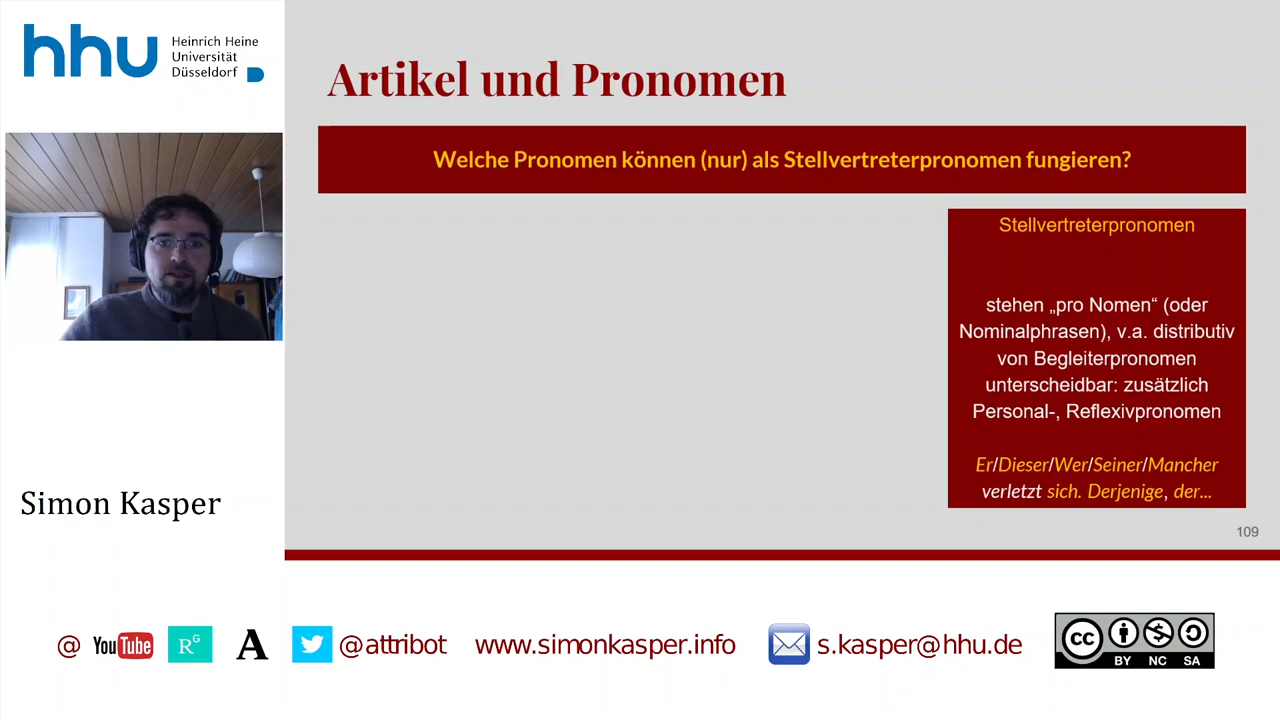 hhu Heinrich Heine
Universität
Düsseldorf
Artikel und Pronomen
Welche Pronomen können (nur) als Stellvertreterpronomen fungieren?
Stellvertreterpronomen
stehen „pro Nomen“ (oder
Nominalphrasen), v.a. distributiv
von Begleiterpronomen
unterscheidbar: zusätzlich
Personal-, Reflexivpronomen
Er/Dieser/Wer/Seiner/Mancher
verletzt sich. Derjenige, der...
109
Simon Kasper
@ YouTube RG A @attribot www.simonkasper.info s.kasper@hhu.de
cc BY NC SA